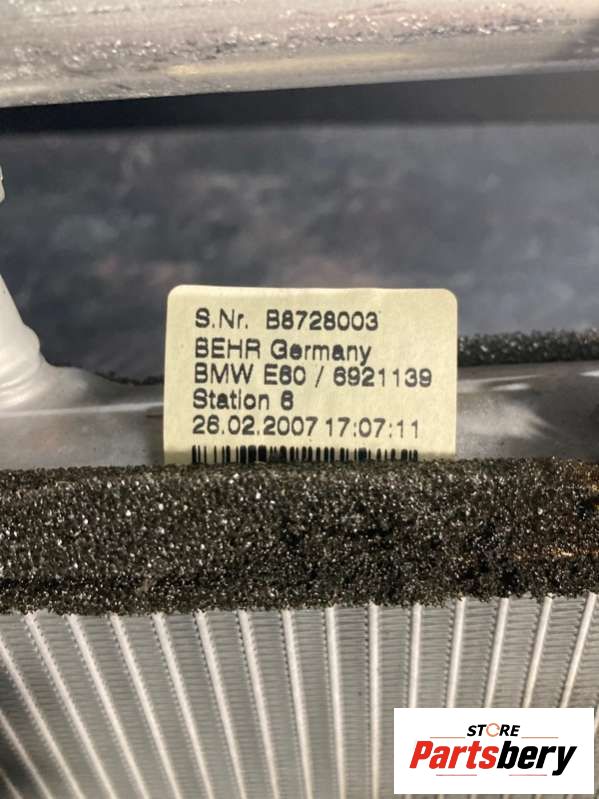 S.Nr. B8728003
BEHR Germany
BMW E60 / 6921139
Station 6
26.02.2007 17:07:11
STORE
Partsbery